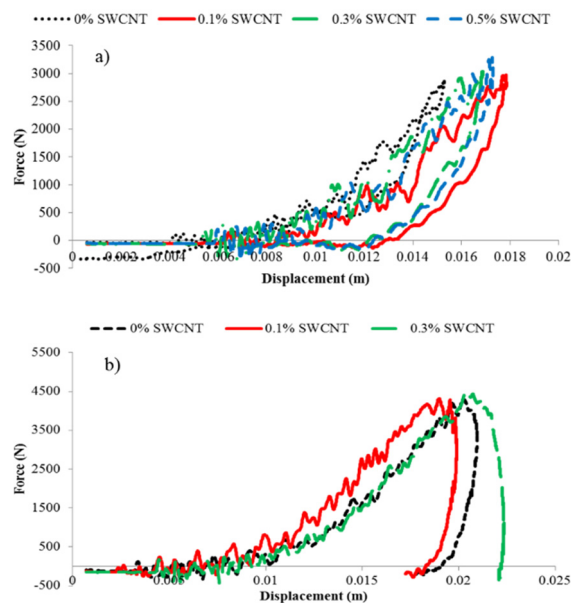 0% SWCNT 0.1% SWCNT 0.3% SWCNT 0.5% SWCNT
a)
3500
3000
2500
2000
1500
1000
500
0
-500
Force (N)
0 0.002 0.004 0.006 0.008 0.01 0.012 0.014 0.016 0.018 0.02
Displacement (m)
0% SWCNT 0.1% SWCNT 0.3% SWCNT
b)
5500
4500
3500
2500
1500
500
-500
Force (N)
0 0.005 0.01 0.015 0.02 0.025
Displacement (m)